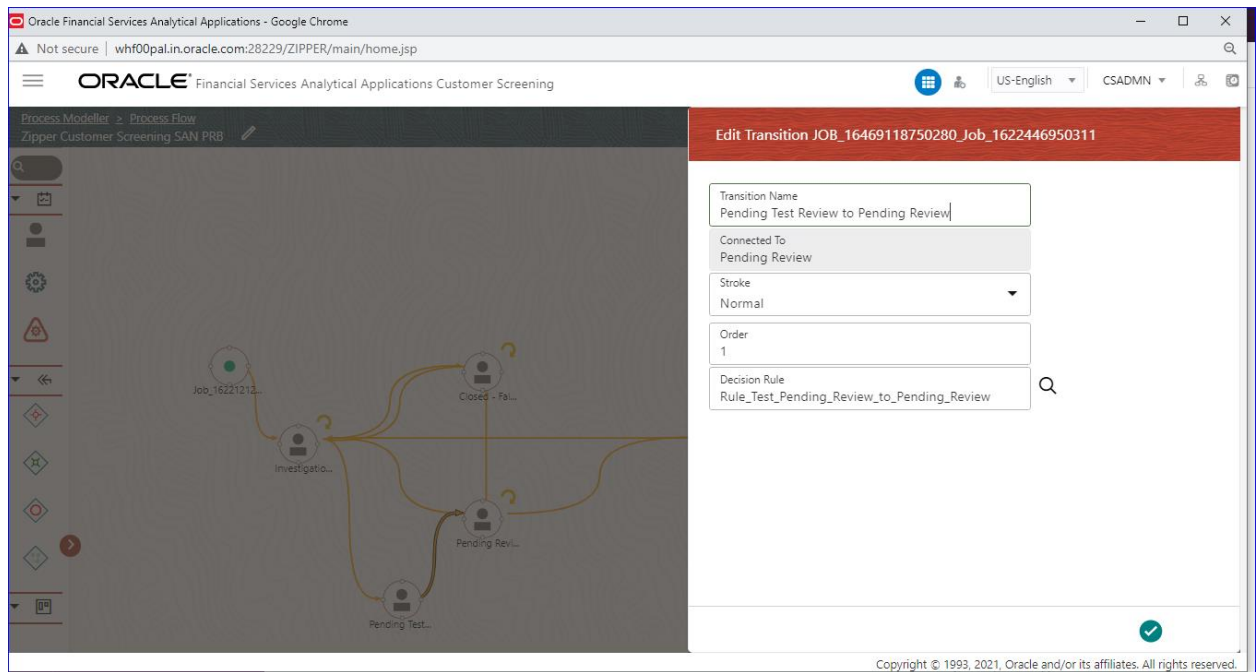 Oracle Financial Services Analytical Applications - Google Chrome
Not secure | whf00pal.in.oracle.com:28229/ZIPPER/main/home.jsp
ORACLE® Financial Services Analytical Applications Customer Screening
US-English
CSADMN
Process Modeller > Process Flow
Zipper Customer Screening SAN PRB
Edit Transition JOB_16469118750280_Job_1622446950311
Transition Name
Pending Test Review to Pending Review
Connected To
Pending Review
Stroke
Normal
Order
1
Decision Rule
Rule_Test_Pending_Review_to_Pending_Review
Job_16221212...
Closed - Fal...
Investigatio...
Pending Revi...
Pending Test...
Copyright © 1993, 2021, Oracle and/or its affiliates. All rights reserved.